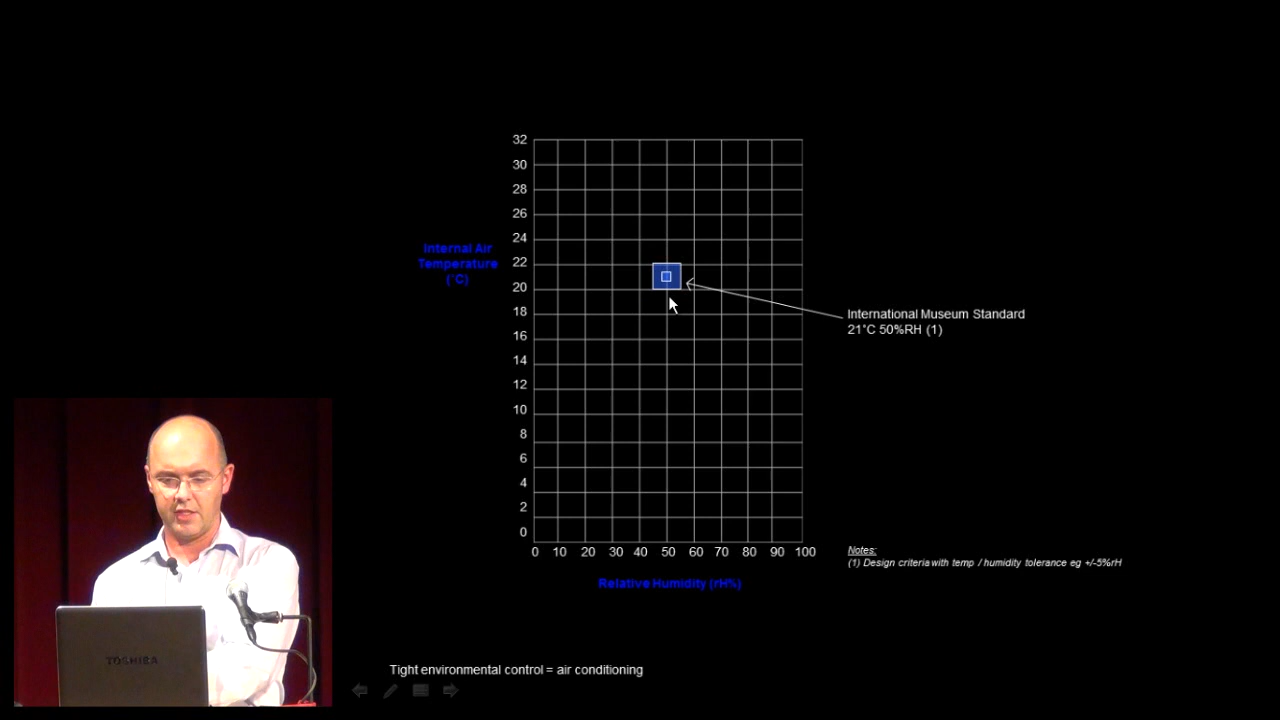 32
30
28
26
24
Internal Air
Temperature
(°C)
22
20
18
16
14
12
10
8
6
4
2
0
0 10 20 30 40 50 60 70 80 90 100
Relative Humidity (rH%)
International Museum Standard
21°C 50%RH (1)
Notes:
(1) Design criteria with temp / humidity tolerance eg +/-5%rH
TOSHIBA
Tight environmental control = air conditioning